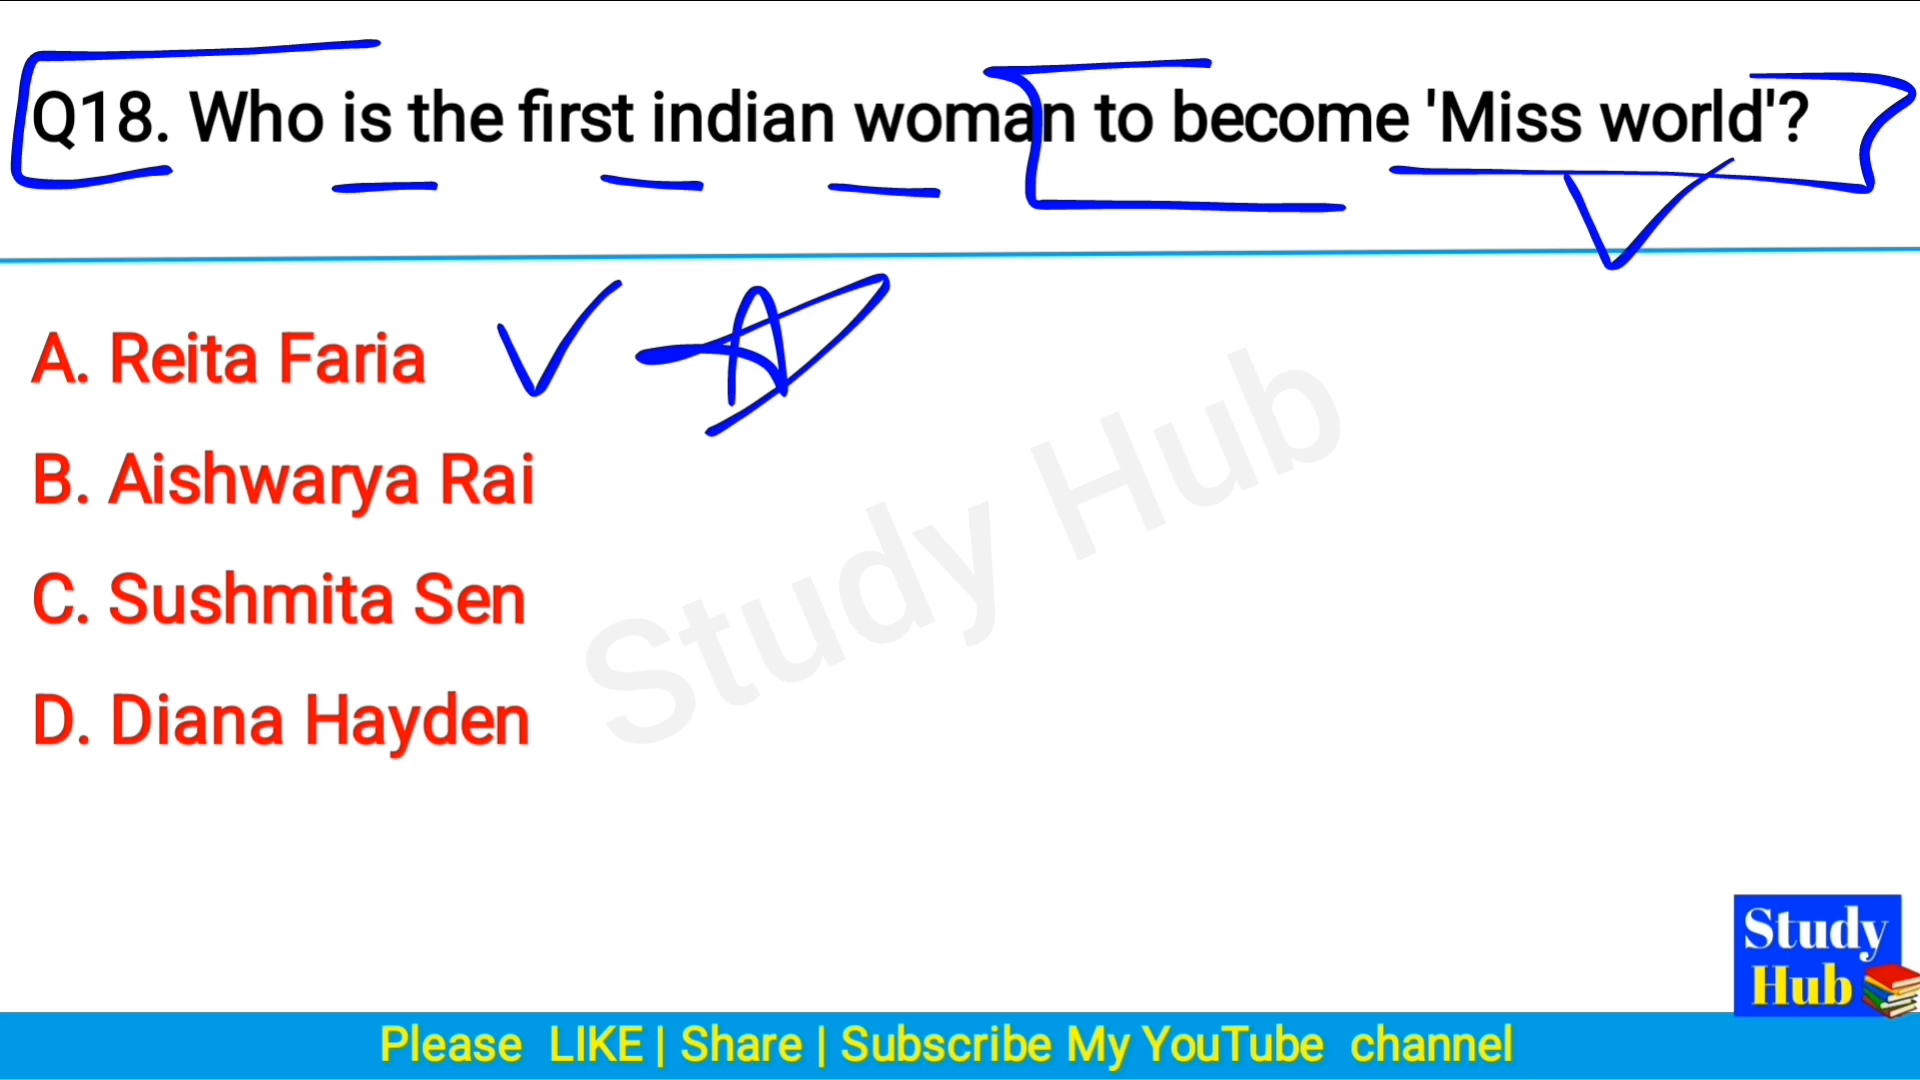 Q18. Who is the first indian woman to become 'Miss world'?
A. Reita Faria
A
B. Aishwarya Rai
C. Sushmita Sen
D. Diana Hayden
Study Hub
Study
Hub
Please LIKE | Share | Subscribe My YouTube channel